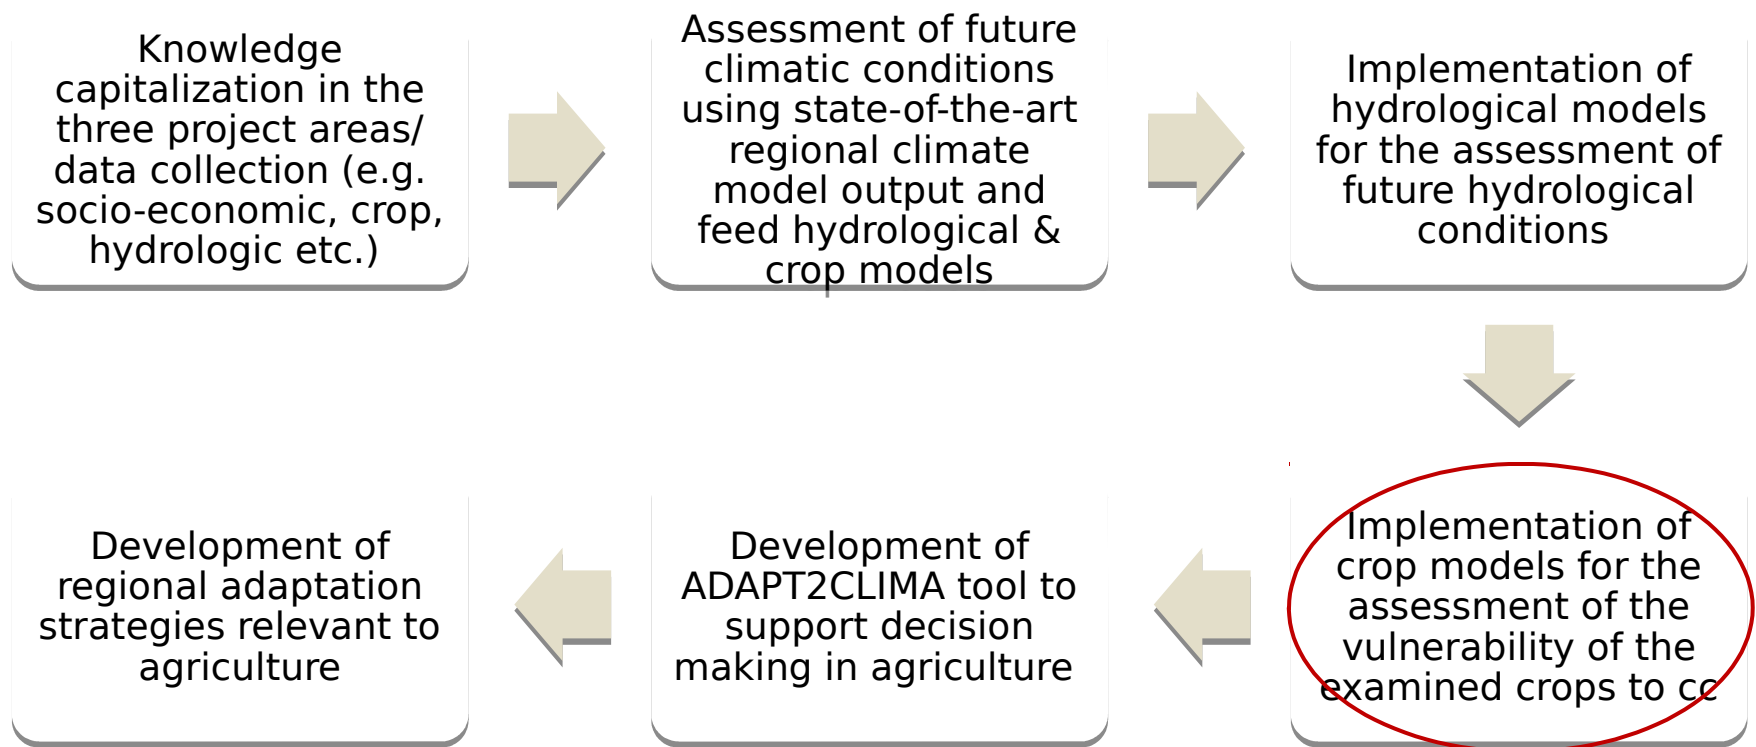 Knowledge
capitalization in the
three project areas/
data collection (e.g.
socio-economic, crop,
hydrologic etc.)
Assessment of future
climatic conditions
using state-of-the-art
regional climate
model output and
feed hydrological &
crop models
Implementation of
hydrological models
for the assessment of
future hydrological
conditions
Implementation of
crop models for the
assessment of the
vulnerability of the
examined crops to cc
Development of
ADAPT2CLIMA tool to
support decision
making in agriculture
Development of
regional adaptation
strategies relevant to
agriculture